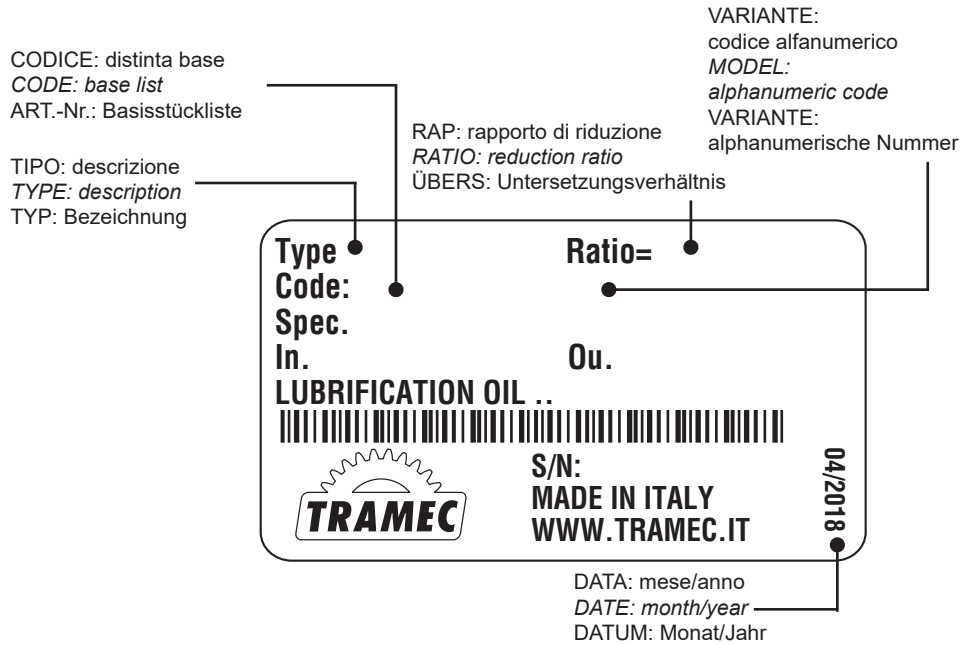 VARIANTE:
codice alfanumerico
MODEL:
alphanumeric code
VARIANTE:
alphanumerische Nummer
CODICE: distinta base
CODE: base list
ART.-Nr.: Basisstückliste
RAP: rapporto di riduzione
RATIO: reduction ratio
ÜBERS: Untersetzungsverhältnis
TIPO: descrizione
TYPE: description
TYP: Bezeichnung
Type Ratio=
Code:
Spec.
In. Ou.
LUBRIFICATION OIL ..
TRAMEC
S/N:
MADE IN ITALY
WWW.TRAMEC.IT
04/2018
DATA: mese/anno
DATE: month/year
DATUM: Monat/Jahr